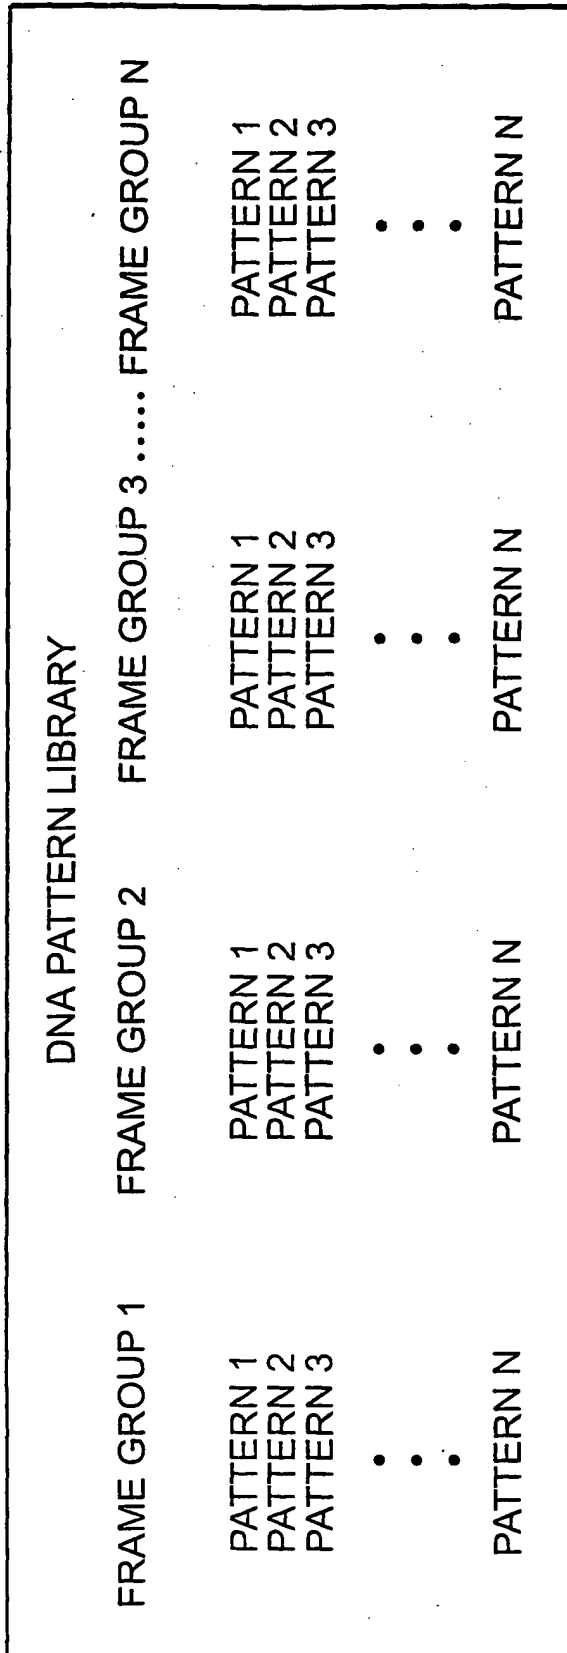 DNA PATTERN LIBRARY
FRAME GROUP 1 FRAME GROUP 2 FRAME GROUP 3 ..... FRAME GROUP N
PATTERN 1 PATTERN 1 PATTERN 1 PATTERN 1
PATTERN 2 PATTERN 2 PATTERN 2 PATTERN 2
PATTERN 3 PATTERN 3 PATTERN 3 PATTERN 3
PATTERN N PATTERN N PATTERN N PATTERN N